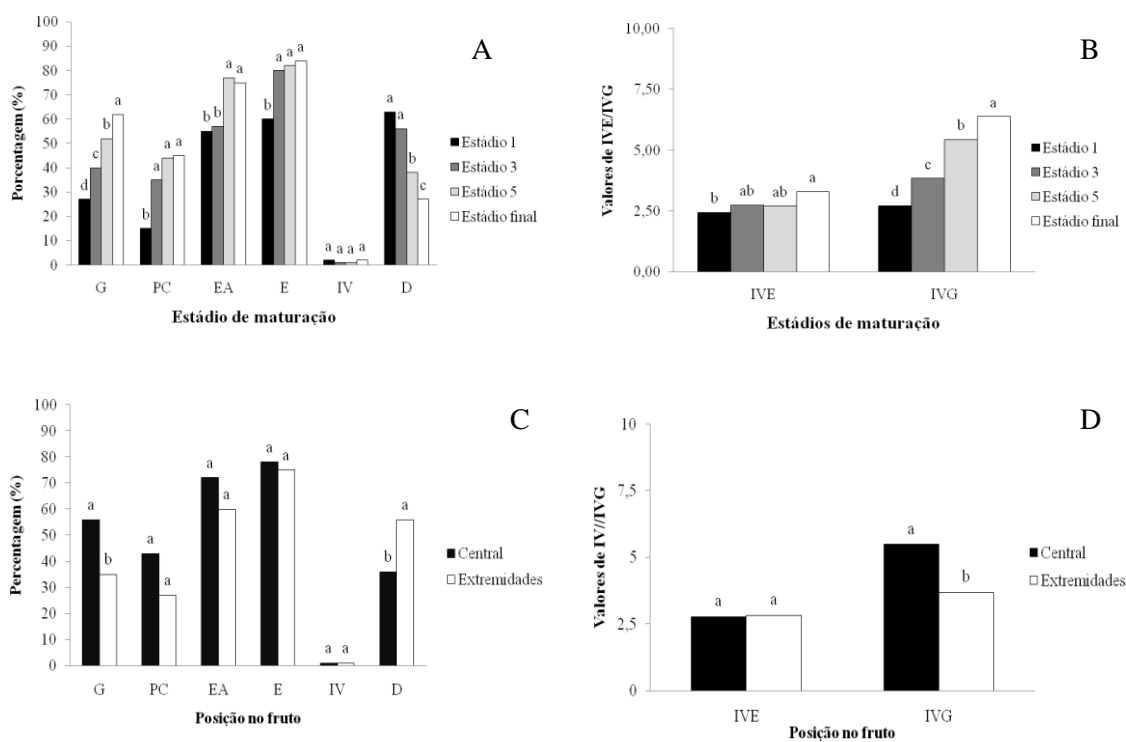 A
Porcentagem (%)
100
90
80
70
60
50
40
30
20
10
0
d c b a
b a a a
b b a a
b a a a
a a a a
a a b c
G PC EA E IV D
Estádio de maturação
Estádio 1
Estádio 3
Estádio 5
Estádio final
B
Valores de IVE/IVG
10,00
7,50
5,00
2,50
0,00
b ab ab a
d c b a
IVE IVG
Estádios de maturação
Estádio 1
Estádio 3
Estádio 5
Estádio final
C
Percentagem (%)
100
90
80
70
60
50
40
30
20
10
0
a b
a a
a a
a a
a a
b a
G PC EA E IV D
Posição no fruto
Central
Extremidades
D
Valores de IV//IVG
10
7,5
5
2,5
0
a a
a b
IVE IVG
Posição no fruto
Central
Extremidades